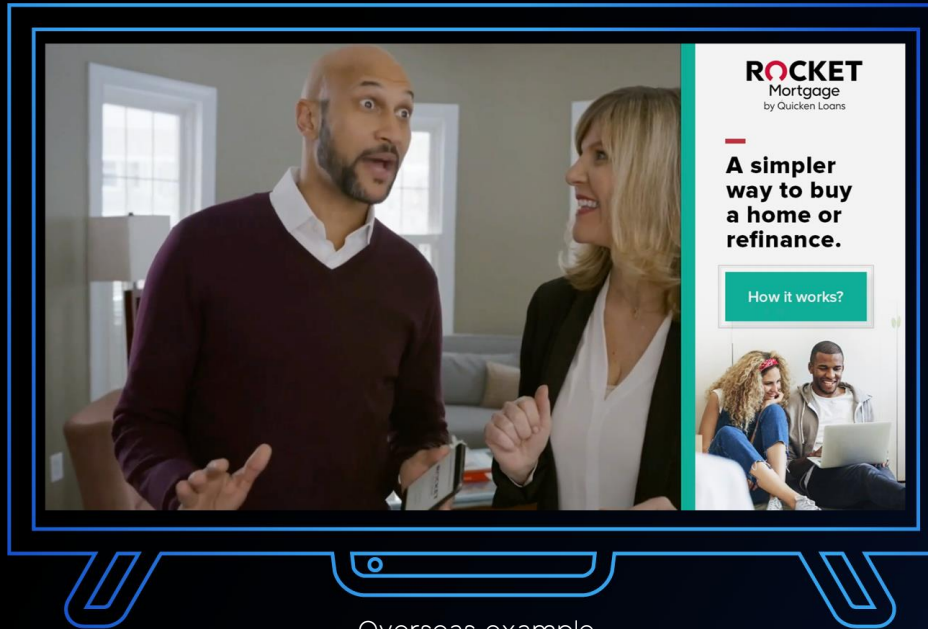 ROCKET
Mortgage
by Quicken Loans
A simpler
way to buy
a home or
refinance.
How it works?
Overseas example